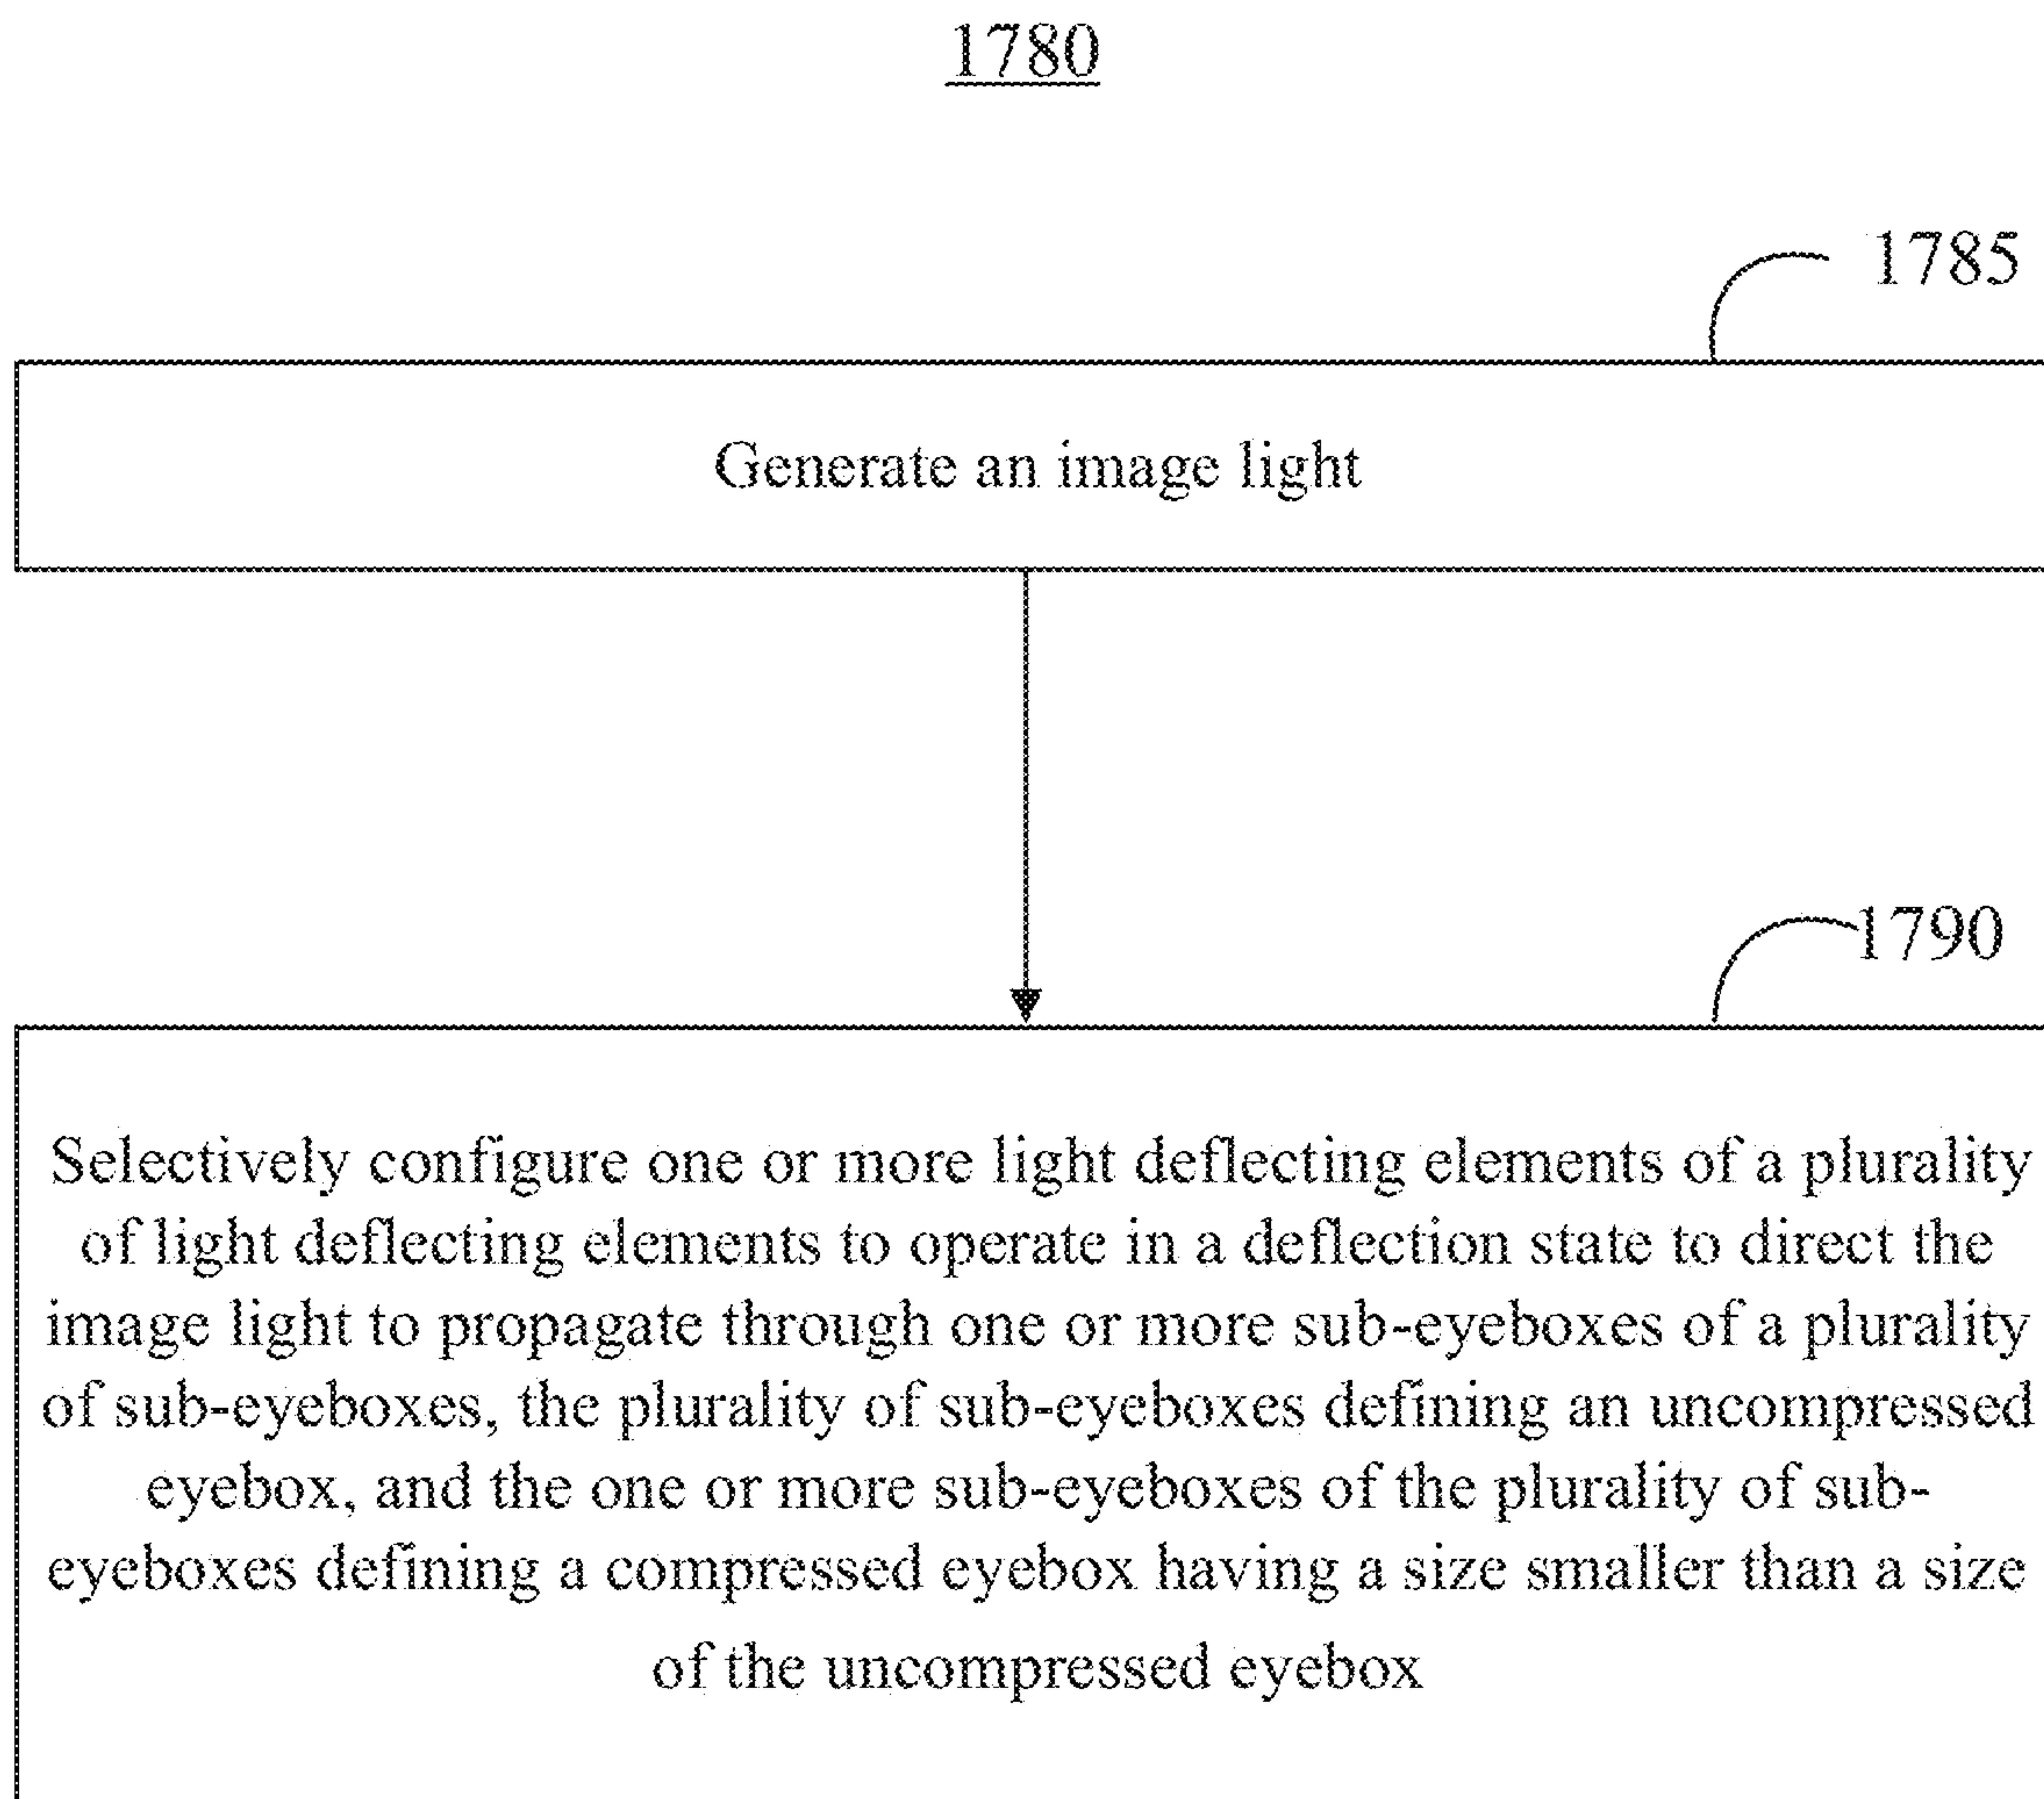 1780
1785
Generate an image light
1790
Selectively configure one or more light deflecting elements of a plurality
of light deflecting elements to operate in a deflection state to direct the
image light to propagate through one or more sub-eyeboxes of a plurality
of sub-eyeboxes, the plurality of sub-eyeboxes defining an uncompressed
eyebox, and the one or more sub-eyeboxes of the plurality of sub-
eyeboxes defining a compressed eyebox having a size smaller than a size
of the uncompressed eyebox